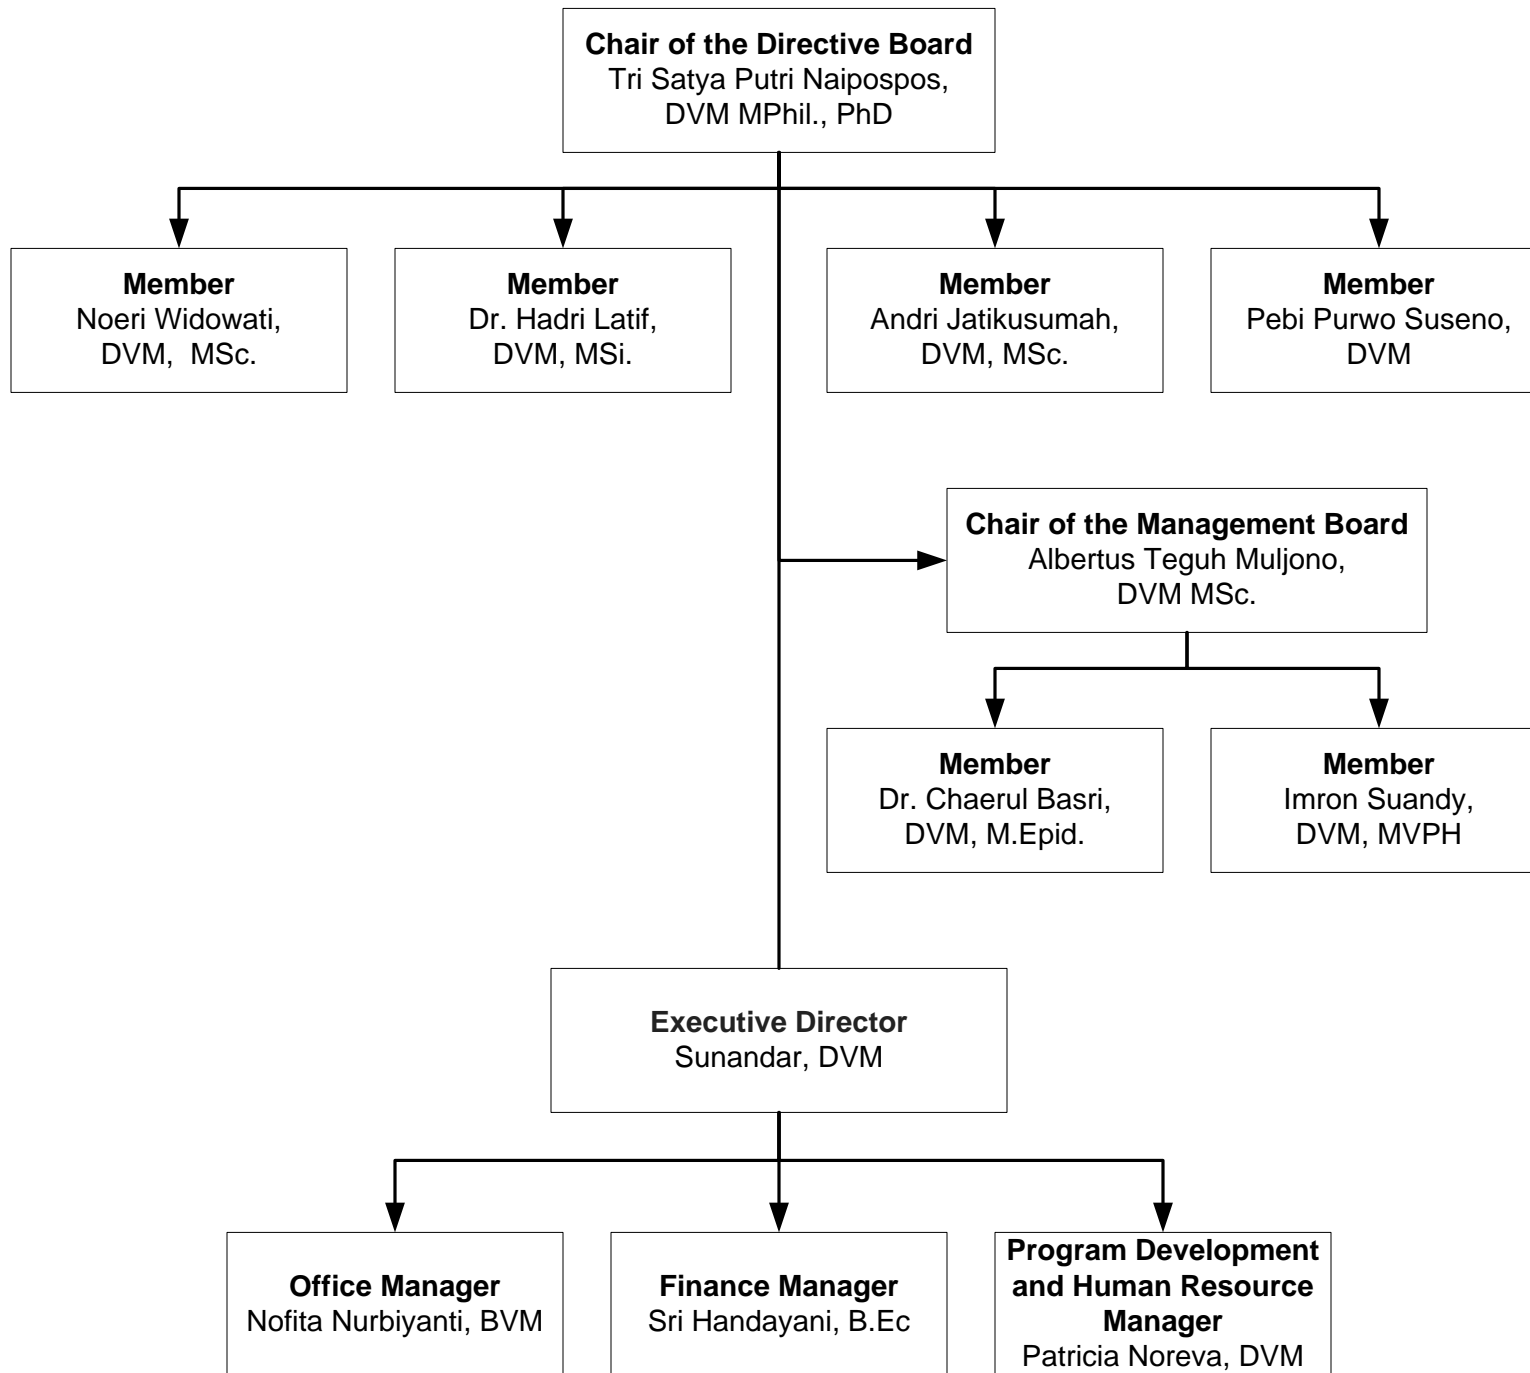 Chair of the Directive Board
Tri Satya Putri Naipospos,
DVM MPhil., PhD
Member
Noeri Widowati,
DVM,  MSc.
Member
Dr. Hadri Latif,
DVM, MSi.
Member
Andri Jatikusumah,
DVM, MSc.
Member
Pebi Purwo Suseno,
DVM
Chair of the Management Board
Albertus Teguh Muljono,
DVM MSc.
Member
Dr. Chaerul Basri,
DVM, M.Epid.
Member
Imron Suandy,
DVM, MVPH
Executive Director
Sunandar, DVM
Office Manager
Nofita Nurbiyanti, BVM
Finance Manager
Sri Handayani, B.Ec
Program Development
and Human Resource
Manager
Patricia Noreva, DVM